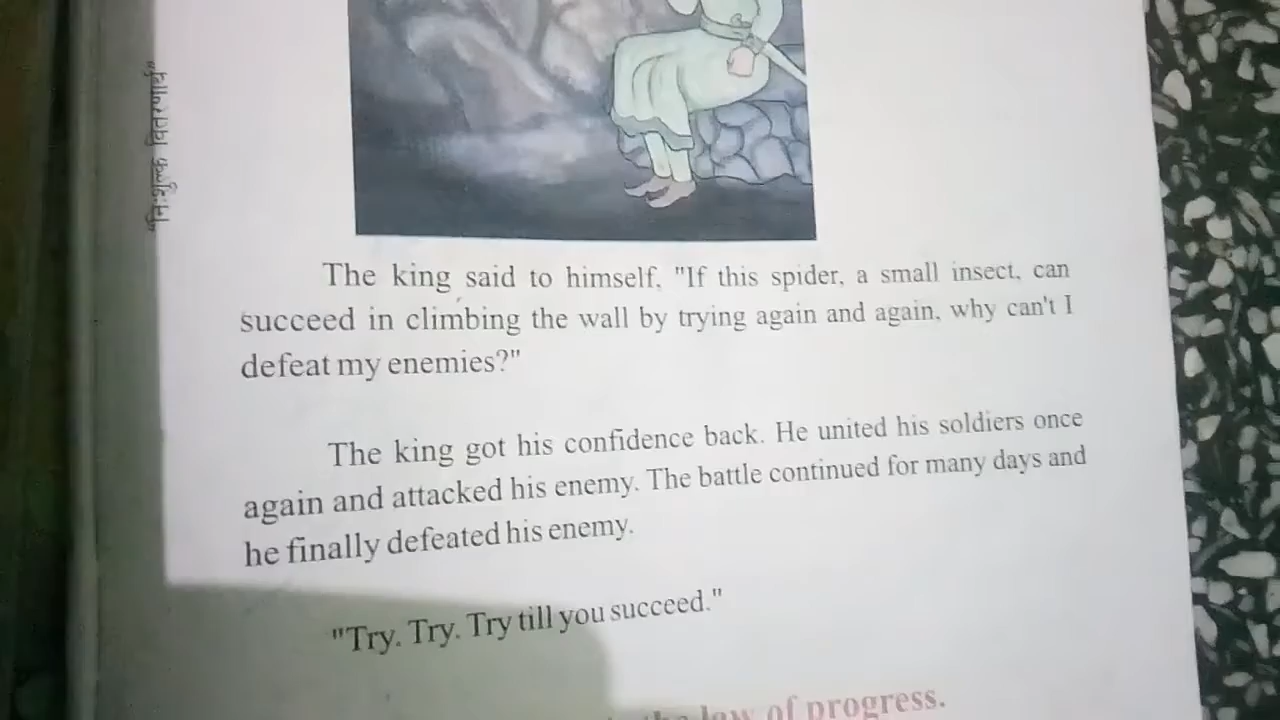 The king said to himself, "If this spider, a small insect, can
succeed in climbing the wall by trying again and again, why can't I
defeat my enemies?"
The king got his confidence back. He united his soldiers once
again and attacked his enemy. The battle continued for many days and
he finally defeated his enemy.
"Try. Try. Try till you succeed."
the law of progress.